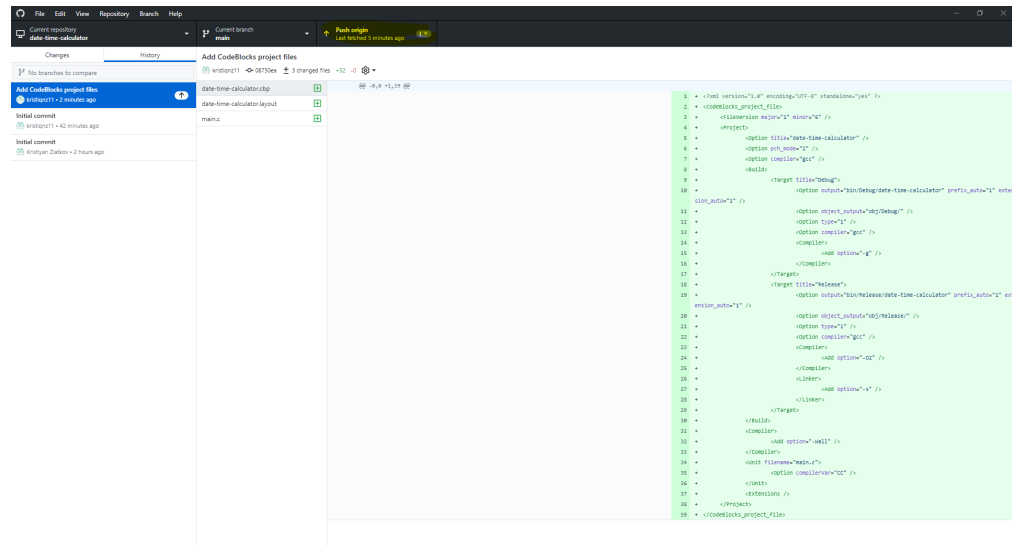 File Edit View Repository Branch Help
Current repository
date-time-calculator
Current branch
main
Push origin
Last fetched 5 minutes ago
1
Changes
History
No branches to compare
Add CodeBlocks project files
kristiqnz11 • 2 minutes ago
Initial commit
kristiqnz11 • 42 minutes ago
Initial commit
Kristiyan Zlatkov • 2 hours ago
Add CodeBlocks project files
kristiqnz11 08750ea 3 changed files +52 -0
date-time-calculator.cbp
date-time-calculator.layout
main.c
@@ -0,0 +1,39 @@
1 + <?xml version="1.0" encoding="UTF-8" standalone="yes" ?>
2 + <CodeBlocks_project_file>
3 + <FileVersion major="1" minor="6" />
4 + <Project>
5 + <Option title="date-time-calculator" />
6 + <Option pch_mode="2" />
7 + <Option compiler="gcc" />
8 + <Build>
9 + <Target title="Debug">
10 + <Option output="bin/Debug/date-time-calculator" prefix_auto="1" exten
sion_auto="1" />
11 + <Option object_output="obj/Debug/" />
12 + <Option type="1" />
13 + <Option compiler="gcc" />
14 + <Compiler>
15 + <Add option="-g" />
16 + </Compiler>
17 + </Target>
18 + <Target title="Release">
19 + <Option output="bin/Release/date-time-calculator" prefix_auto="1" ext
ension_auto="1" />
20 + <Option object_output="obj/Release/" />
21 + <Option type="1" />
22 + <Option compiler="gcc" />
23 + <Compiler>
24 + <Add option="-O2" />
25 + </Compiler>
26 + <Linker>
27 + <Add option="-s" />
28 + </Linker>
29 + </Target>
30 + </Build>
31 + <Compiler>
32 + <Add option="-Wall" />
33 + </Compiler>
34 + <Unit filename="main.c">
35 + <Option compilerVar="CC" />
36 + </Unit>
37 + <Extensions />
38 + </Project>
39 + </CodeBlocks_project_file>